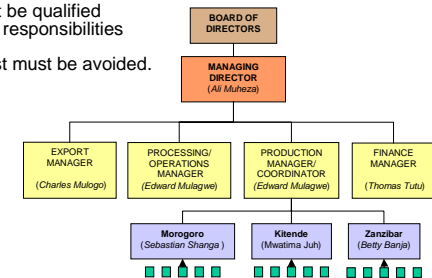 t be qualified
responsibilities
st must be avoided.
BOARD OF
DIRECTORS
MANAGING
DIRECTOR
(Ali Muheza)
EXPORT
MANAGER
(Charles Mulogo)
PROCESSING/
OPERATIONS
MANAGER
(Edward Mulagwe)
PRODUCTION
MANAGER/
COORDINATOR
(Edward Mulagwe)
FINANCE
MANAGER
(Thomas Tutu)
Morogoro
(Sebastian Shanga )
Kitende
(Mwatima Juh)
Zanzibar
(Betty Banja)